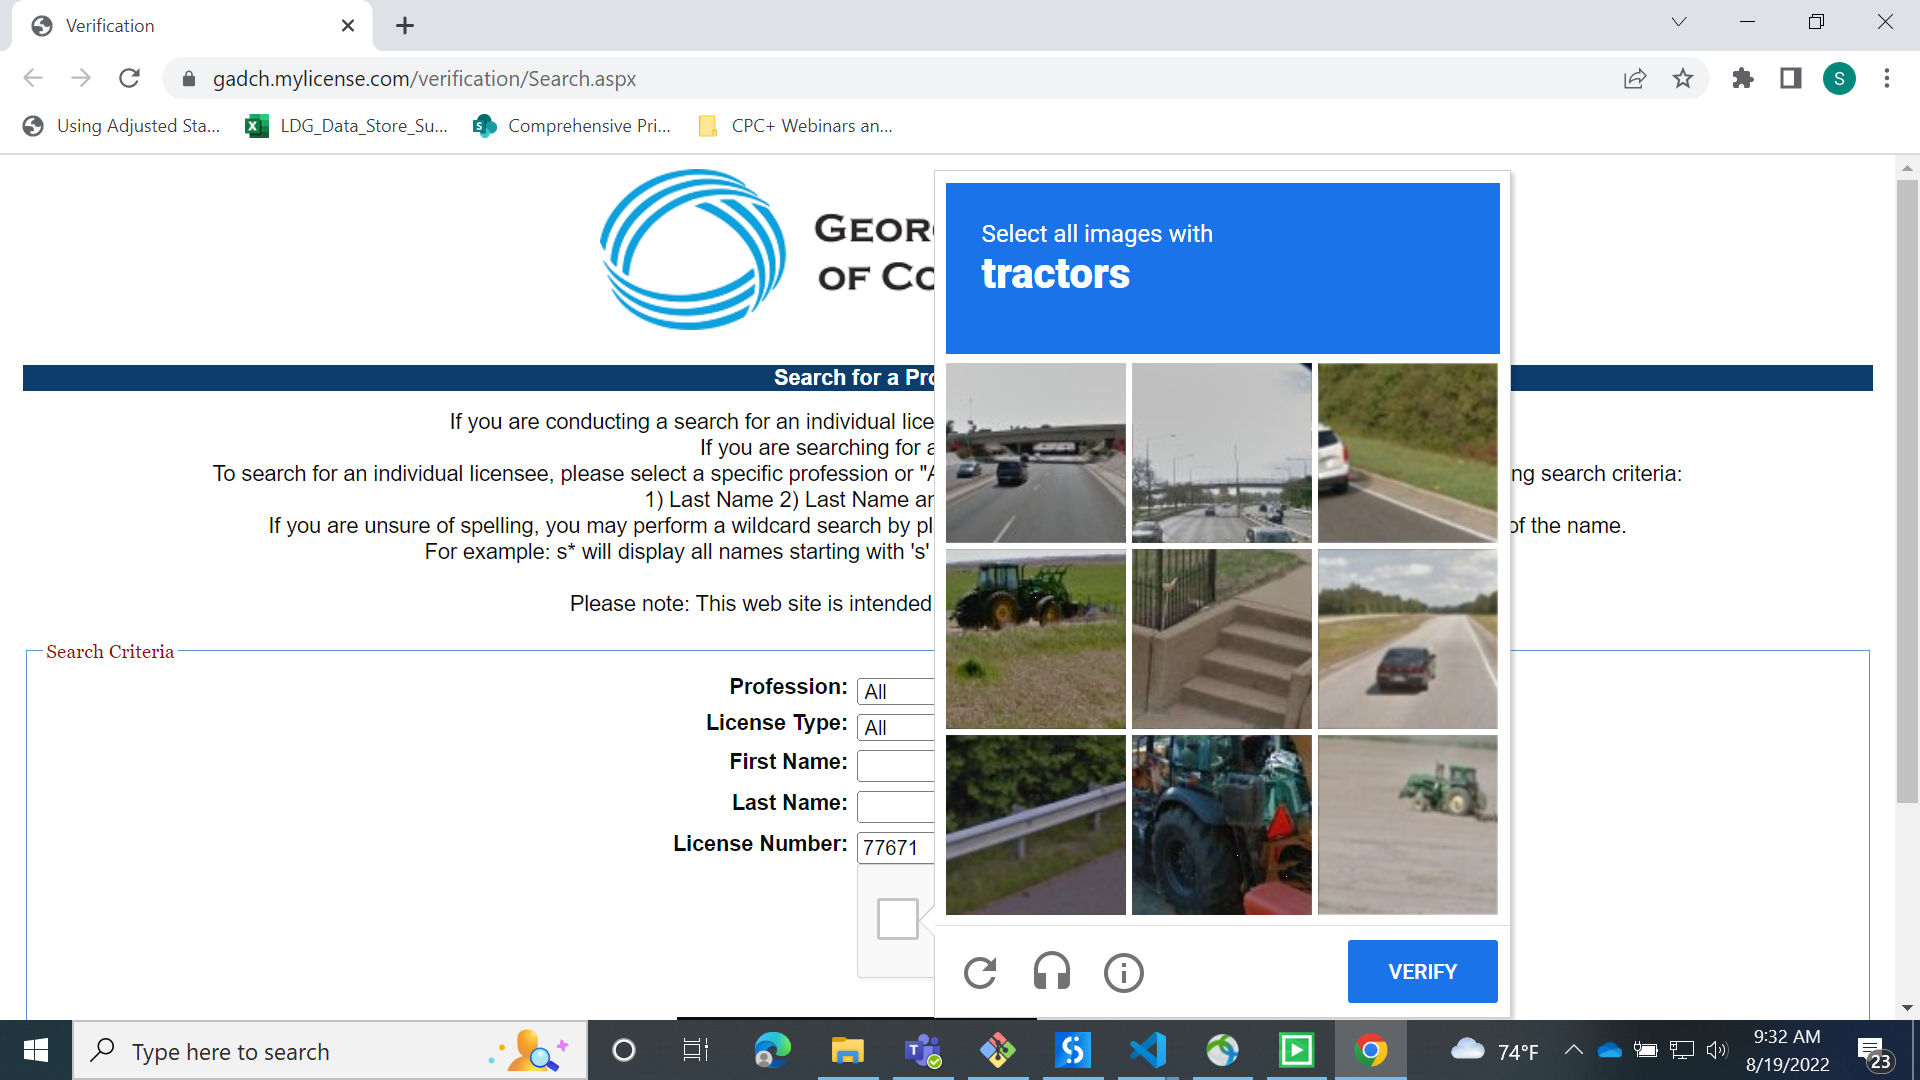 Verification
gadch.mylicense.com/verification/Search.aspx
S
Using Adjusted Sta...
LDG_Data_Store_Su...
Comprehensive Pri...
CPC+ Webinars an...
GEOR
OF CO
Search for a Pro
If you are conducting a search for an individual lice
If you are searching for a
To search for an individual licensee, please select a specific profession or "A
ng search criteria:
1) Last Name 2) Last Name an
If you are unsure of spelling, you may perform a wildcard search by pl
of the name.
For example: s* will display all names starting with 's'
Please note: This web site is intended
Search Criteria
Profession: All
License Type: All
First Name:
Last Name:
License Number: 77671
Select all images with
tractors
VERIFY
Type here to search
74°F
9:32 AM
8/19/2022
23